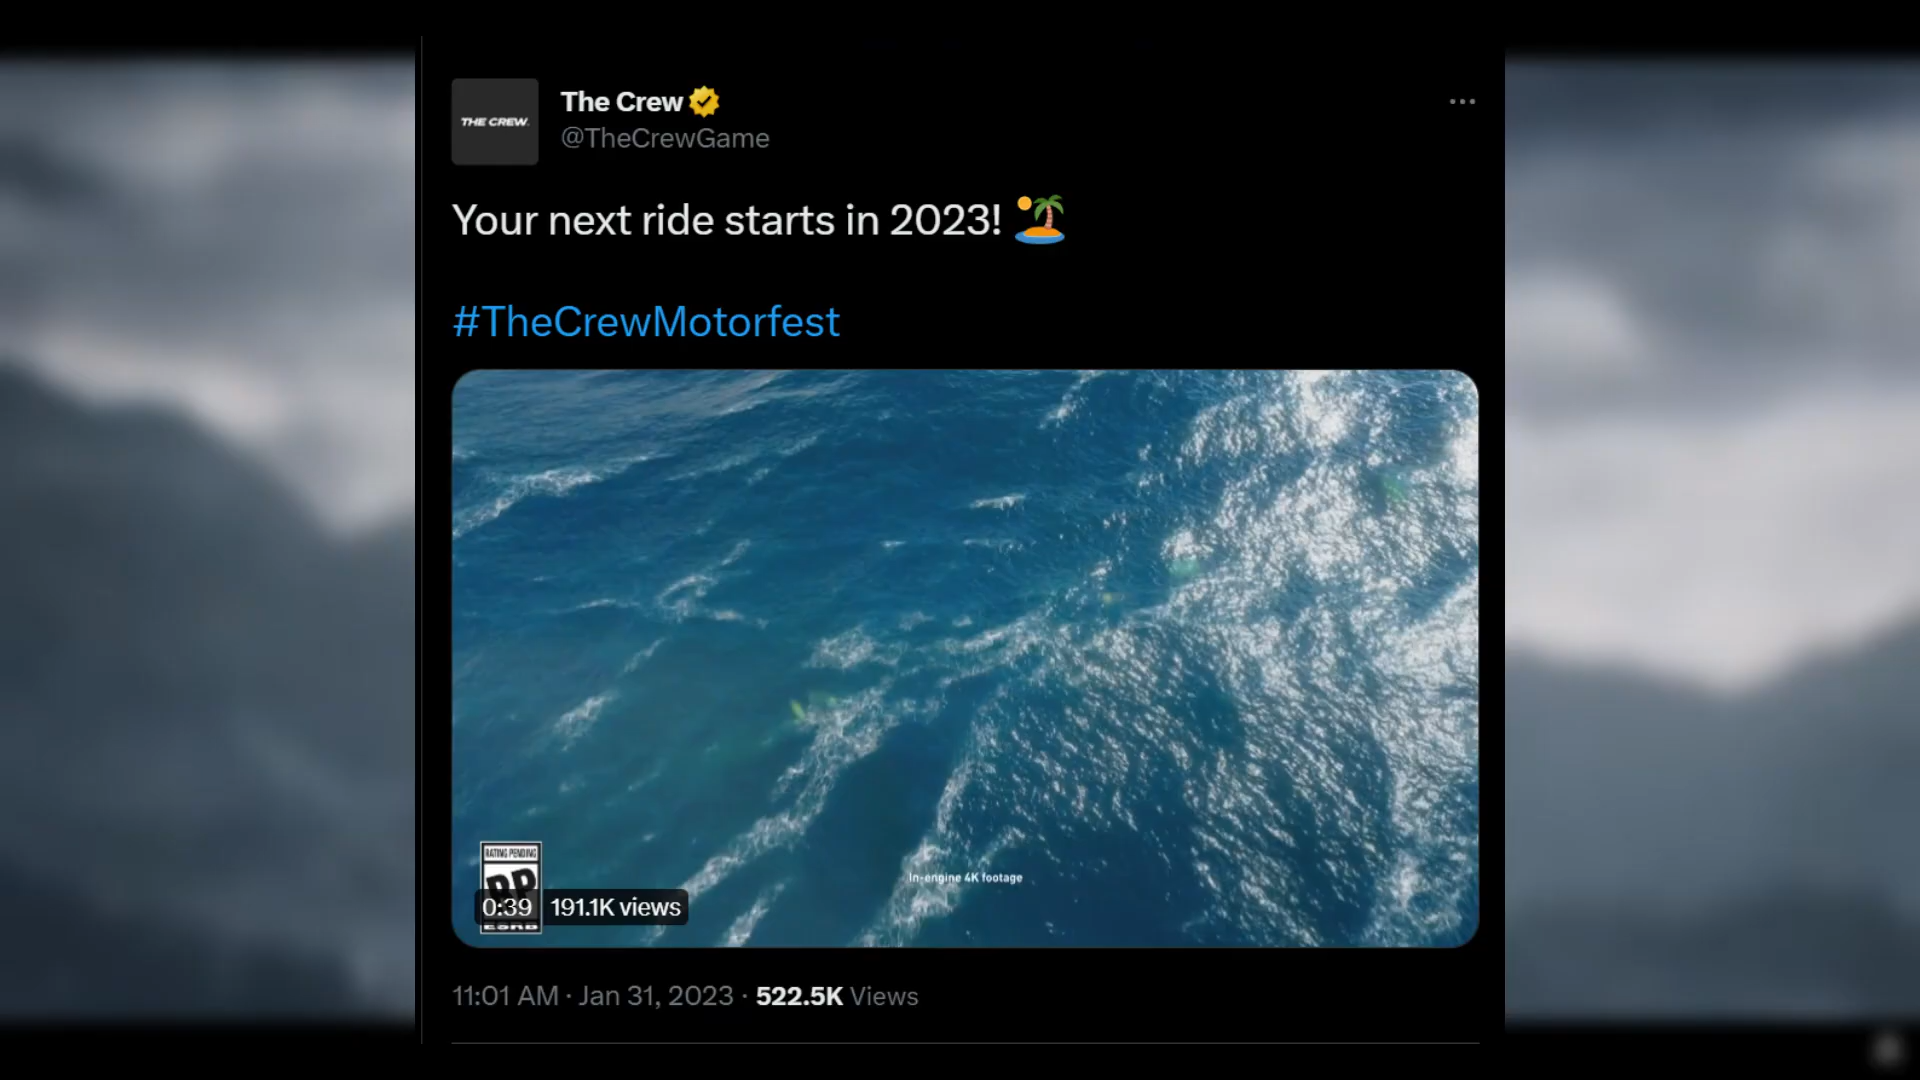 THE CREW.
The Crew
@TheCrewGame
Your next ride starts in 2023! 🏝️
#TheCrewMotorfest
RATING PENDING
RP
In-engine 4K footage
0:39 191.1K views
ESRB
11:01 AM · Jan 31, 2023 · 522.5K Views